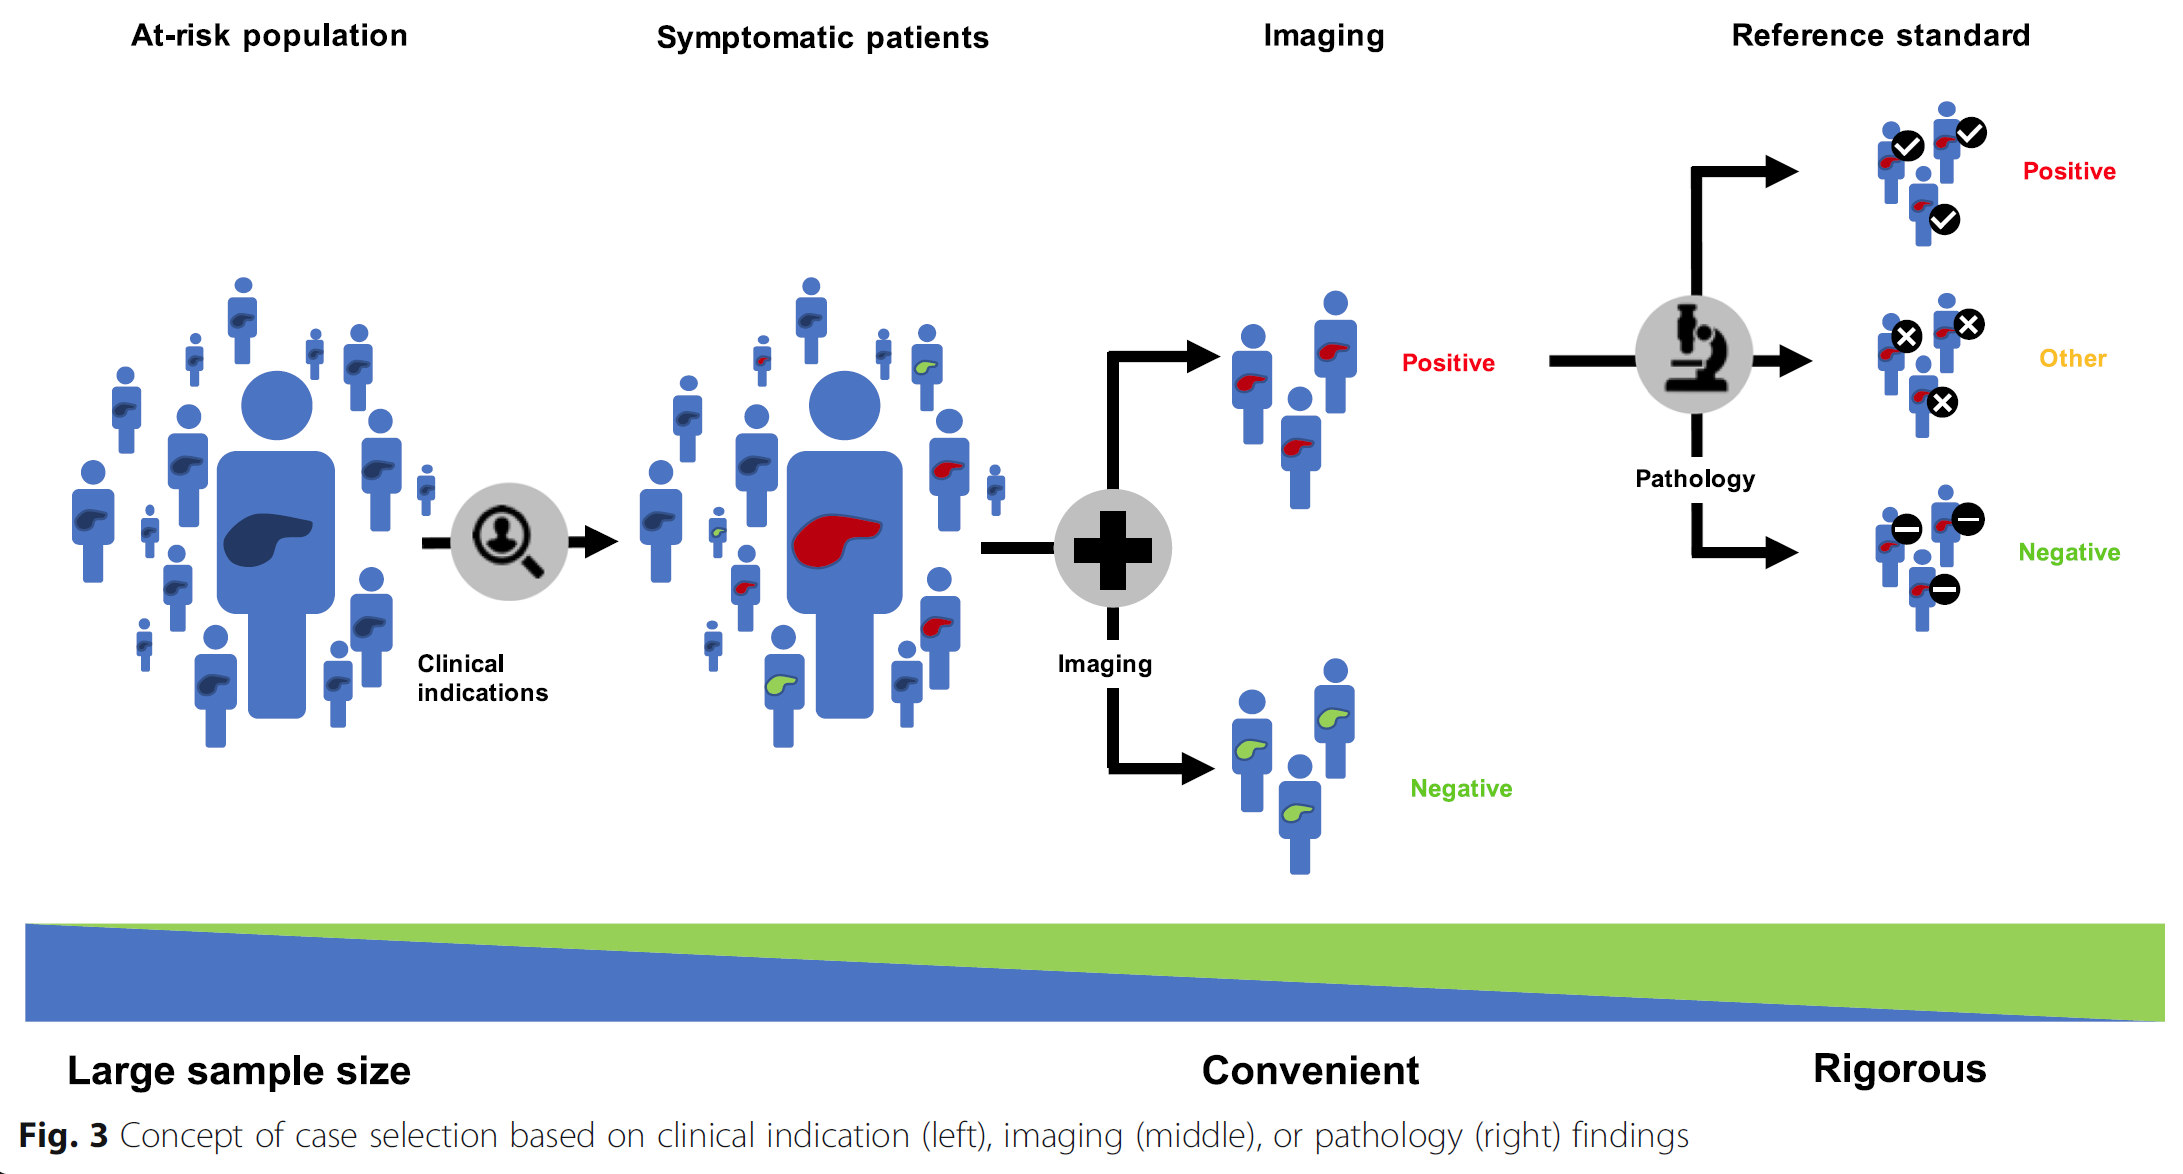 At-risk population
Symptomatic patients
Imaging
Reference standard
Positive
Positive
Other
Pathology
Negative
Clinical
indications
Imaging
Negative
Large sample size
Convenient
Rigorous
Fig. 3 Concept of case selection based on clinical indication (left), imaging (middle), or pathology (right) findings